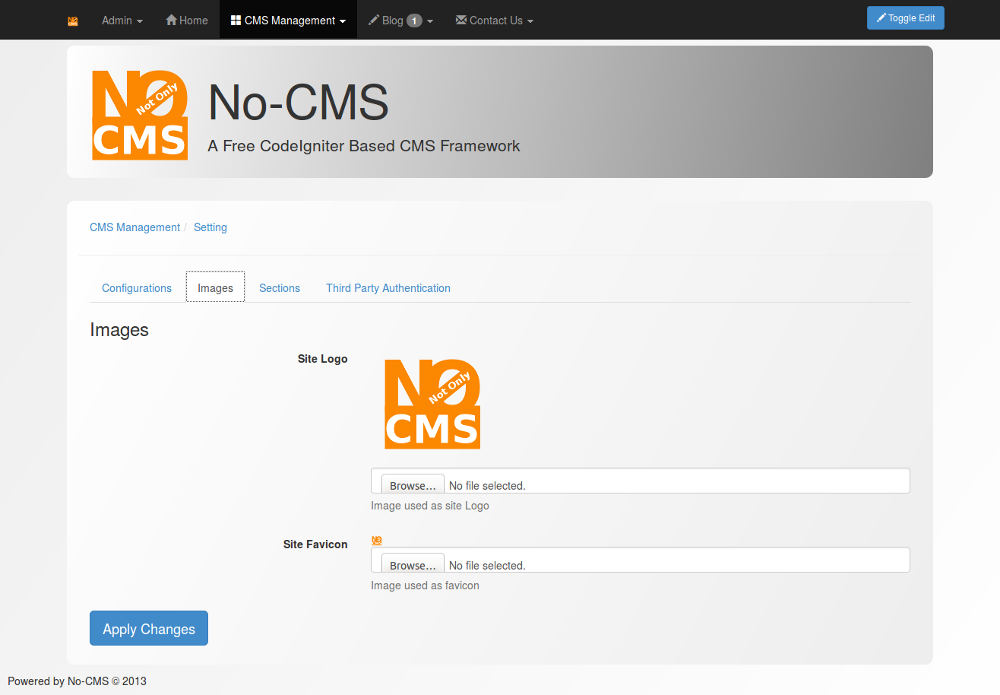 Admin Home CMS Management Blog 1 Contact Us Toggle Edit
NO
Not Only
CMS
No-CMS
A Free CodeIgniter Based CMS Framework
CMS Management / Setting
Configurations Images Sections Third Party Authentication
Images
Site Logo
NO
Not Only
CMS
Browse... No file selected.
Image used as site Logo
Site Favicon
Browse... No file selected.
Image used as favicon
Apply Changes
Powered by No-CMS © 2013